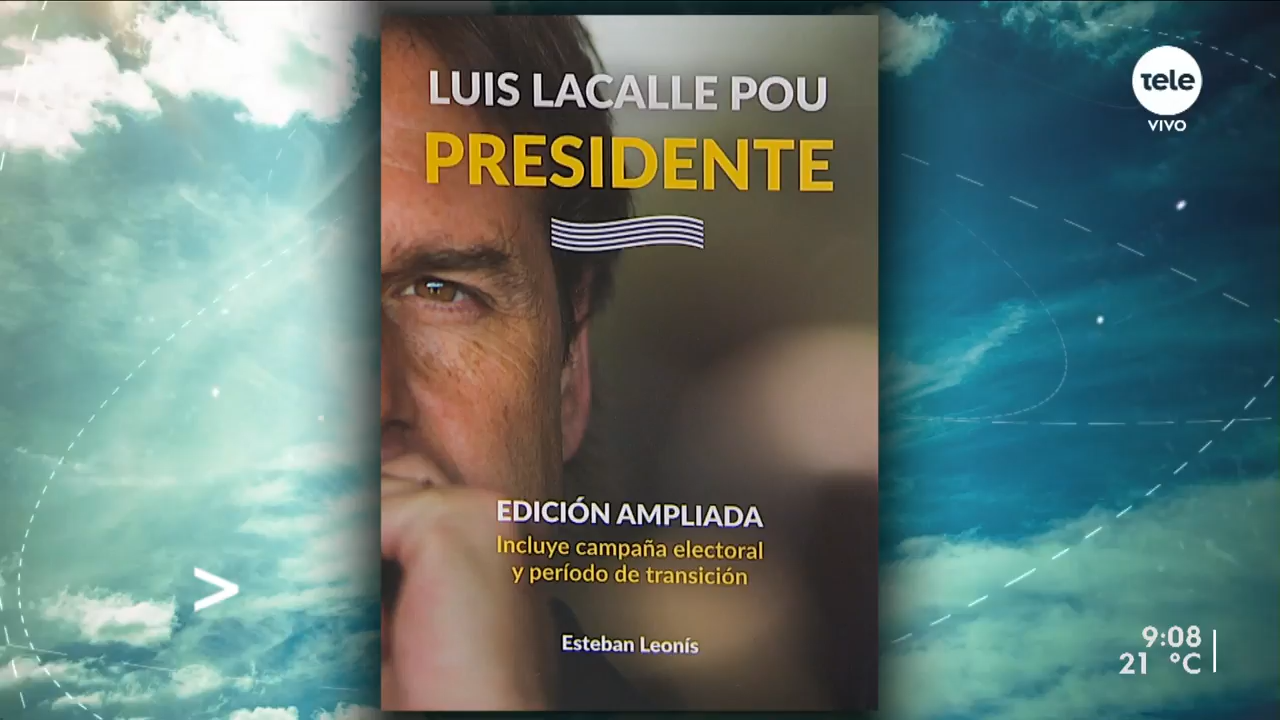 LUIS LACALLE POU
PRESIDENTE
EDICIÓN AMPLIADA
Incluye campaña electoral
y período de transición
Esteban Leonís
tele
VIVO
>
9:08
21 °C